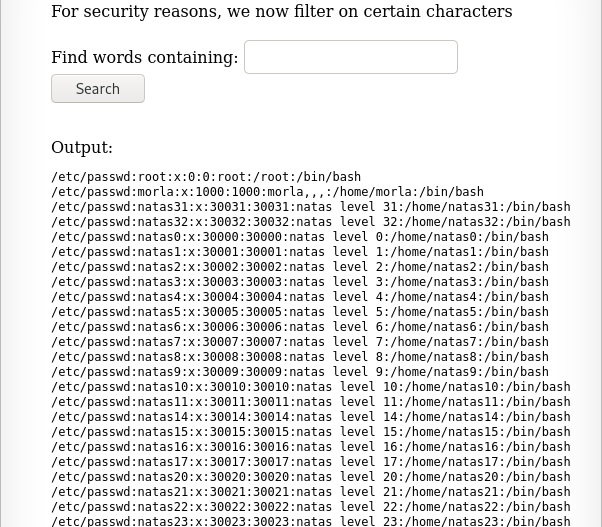 For security reasons, we now filter on certain characters
Find words containing:
Search
Output:
/etc/passwd:root:x:0:0:root:/root:/bin/bash
/etc/passwd:morla:x:1000:1000:morla,,,:/home/morla:/bin/bash
/etc/passwd:natas31:x:30031:30031:natas level 31:/home/natas31:/bin/bash
/etc/passwd:natas32:x:30032:30032:natas level 32:/home/natas32:/bin/bash
/etc/passwd:natas0:x:30000:30000:natas level 0:/home/natas0:/bin/bash
/etc/passwd:natas1:x:30001:30001:natas level 1:/home/natas1:/bin/bash
/etc/passwd:natas2:x:30002:30002:natas level 2:/home/natas2:/bin/bash
/etc/passwd:natas3:x:30003:30003:natas level 3:/home/natas3:/bin/bash
/etc/passwd:natas4:x:30004:30004:natas level 4:/home/natas4:/bin/bash
/etc/passwd:natas5:x:30005:30005:natas level 5:/home/natas5:/bin/bash
/etc/passwd:natas6:x:30006:30006:natas level 6:/home/natas6:/bin/bash
/etc/passwd:natas7:x:30007:30007:natas level 7:/home/natas7:/bin/bash
/etc/passwd:natas8:x:30008:30008:natas level 8:/home/natas8:/bin/bash
/etc/passwd:natas9:x:30009:30009:natas level 9:/home/natas9:/bin/bash
/etc/passwd:natas10:x:30010:30010:natas level 10:/home/natas10:/bin/bash
/etc/passwd:natas11:x:30011:30011:natas level 11:/home/natas11:/bin/bash
/etc/passwd:natas14:x:30014:30014:natas level 14:/home/natas14:/bin/bash
/etc/passwd:natas15:x:30015:30015:natas level 15:/home/natas15:/bin/bash
/etc/passwd:natas16:x:30016:30016:natas level 16:/home/natas16:/bin/bash
/etc/passwd:natas17:x:30017:30017:natas level 17:/home/natas17:/bin/bash
/etc/passwd:natas20:x:30020:30020:natas level 20:/home/natas20:/bin/bash
/etc/passwd:natas21:x:30021:30021:natas level 21:/home/natas21:/bin/bash
/etc/passwd:natas22:x:30022:30022:natas level 22:/home/natas22:/bin/bash
/etc/passwd:natas23:x:30023:30023:natas level 23:/home/natas23:/bin/bash